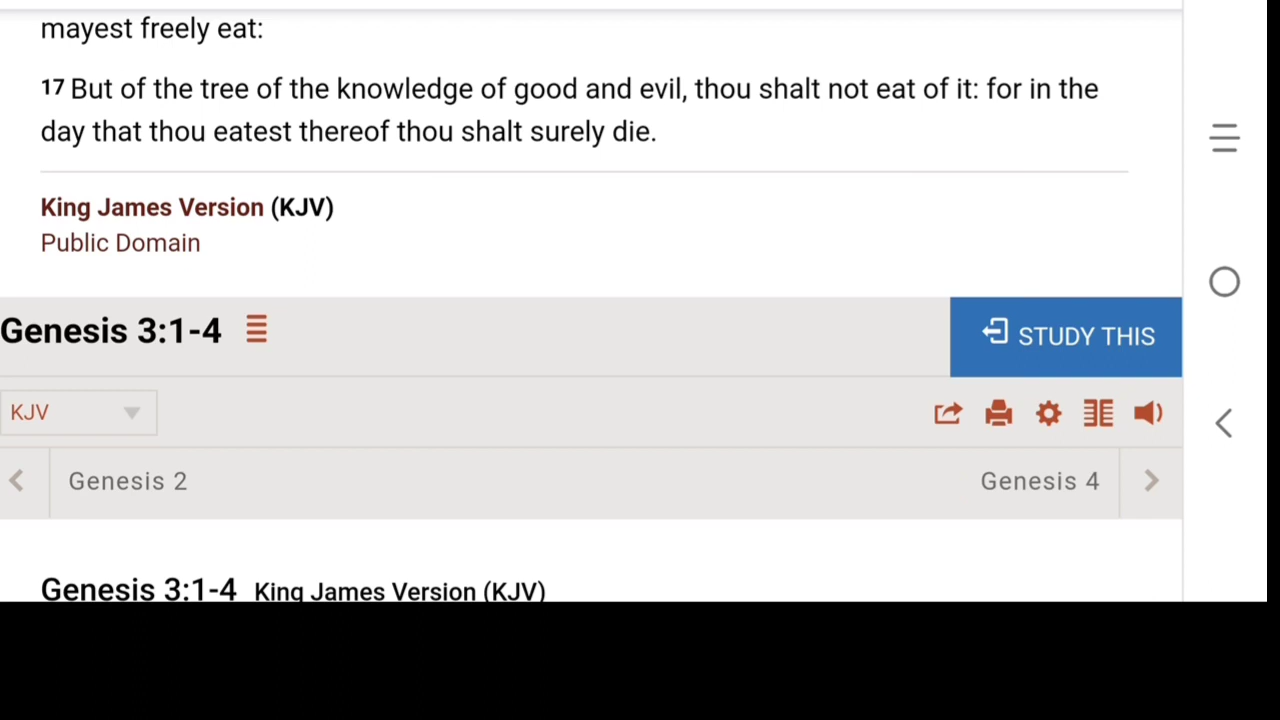 mayest freely eat:
17 But of the tree of the knowledge of good and evil, thou shalt not eat of it: for in the
day that thou eatest thereof thou shalt surely die.
King James Version (KJV)
Public Domain
Genesis 3:1-4
STUDY THIS
KJV
Genesis 2
Genesis 4
Genesis 3:1-4 King James Version (KJV)